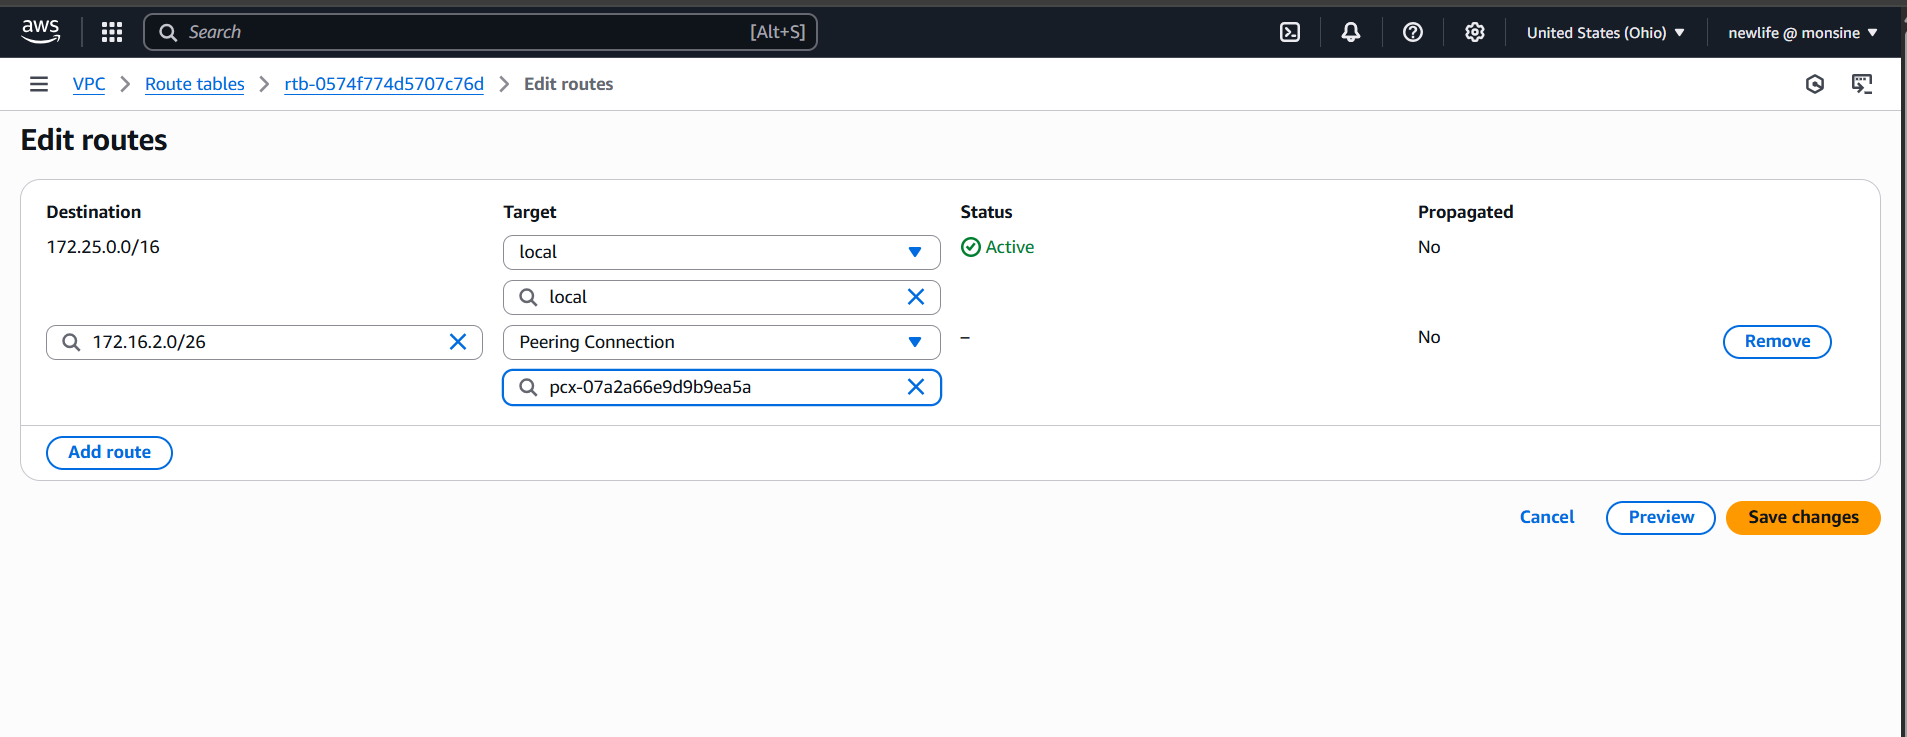 aws Search [Alt+S] United States (Ohio) newlife @ monsine
VPC Route tables rtb-0574f774d5707c76d Edit routes
Edit routes
Destination Target Status Propagated
172.25.0.0/16 local Active No
local
172.16.2.0/26 Peering Connection – No Remove
pcx-07a2a66e9d9b9ea5a
Add route
Cancel Preview Save changes